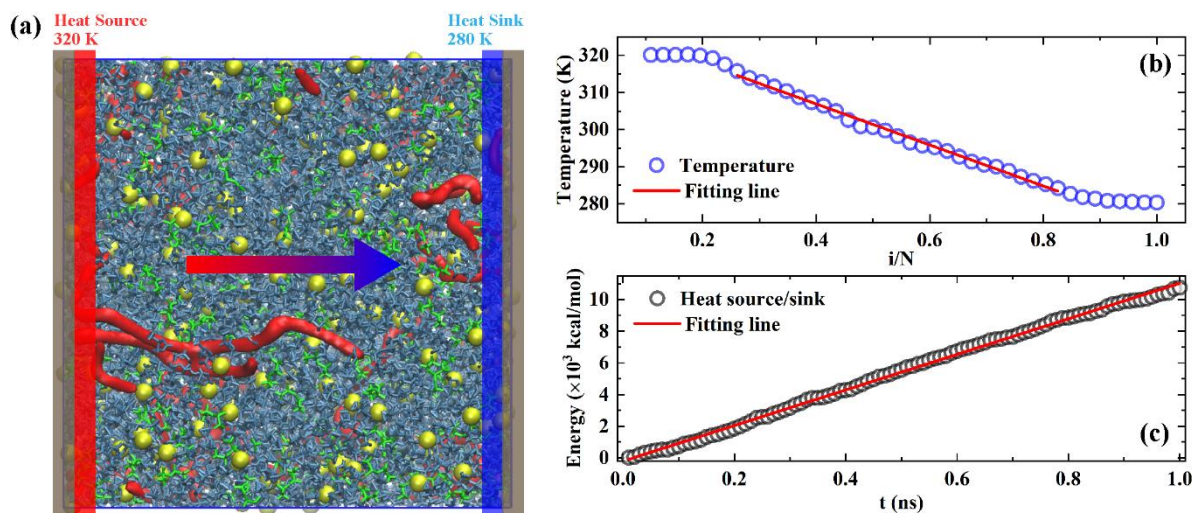 (a)
Heat Source
320 K
Heat Sink
280 K
320
310
300
290
280
Temperature (K)
(b)
Temperature
Fitting line
0.2
0.4
0.6
0.8
1.0
i/N
10
8
6
4
2
0
Energy (×10³ kcal/mol)
Heat source/sink
Fitting line
(c)
0.0
0.2
0.4
0.6
0.8
1.0
t (ns)